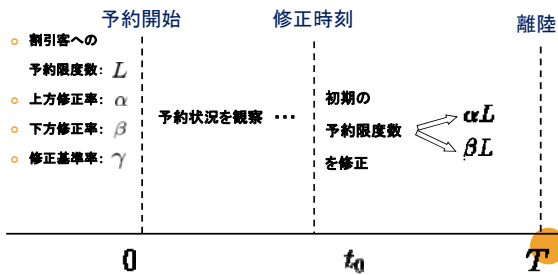 予約開始
修正時刻
離陸
割引客への
予約限度数: L
上方修正率: α
下方修正率: β
修正基準率: γ
予約状況を観察 ・・・
初期の
予約限度数
を修正
αL
βL
0
t₀
T